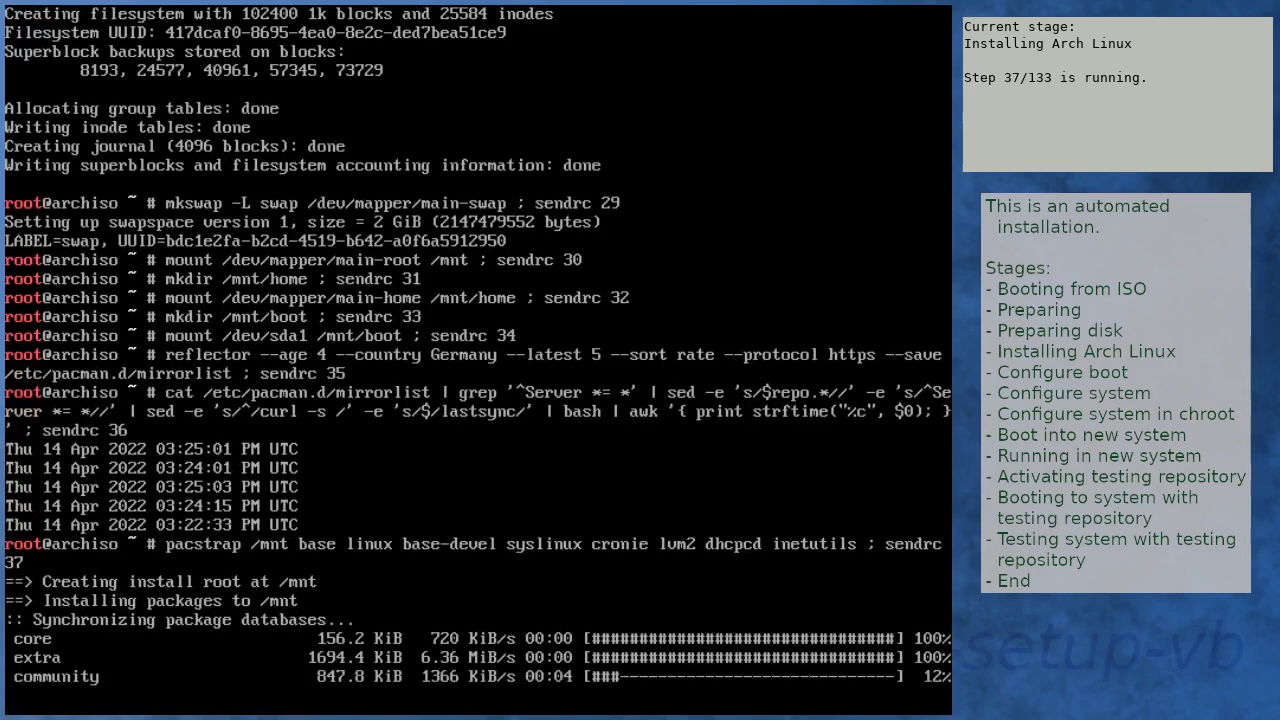 Creating filesystem with 102400 1k blocks and 25584 inodes
Filesystem UUID: 417dcaf0-8695-4ea0-8e2c-ded7bea51ce9
Superblock backups stored on blocks:
        8193, 24577, 40961, 57345, 73729

Allocating group tables: done
Writing inode tables: done
Creating journal (4096 blocks): done
Writing superblocks and filesystem accounting information: done

root@archiso ~ # mkswap -L swap /dev/mapper/main-swap ; sendrc 29
Setting up swapspace version 1, size = 2 GiB (2147479552 bytes)
LABEL=swap, UUID=bdc1e2fa-b2cd-4519-b642-a0f6a5912950
root@archiso ~ # mount /dev/mapper/main-root /mnt ; sendrc 30
root@archiso ~ # mkdir /mnt/home ; sendrc 31
root@archiso ~ # mount /dev/mapper/main-home /mnt/home ; sendrc 32
root@archiso ~ # mkdir /mnt/boot ; sendrc 33
root@archiso ~ # mount /dev/sda1 /mnt/boot ; sendrc 34
root@archiso ~ # reflector --age 4 --country Germany --latest 5 --sort rate --protocol https --save
/etc/pacman.d/mirrorlist ; sendrc 35
root@archiso ~ # cat /etc/pacman.d/mirrorlist | grep '^Server *= *' | sed -e 's/$repo.*//' -e 's/^Se
rver *= *//' | sed -e 's/^/curl -s /' -e 's/$/lastsync/' | bash | awk '{ print strftime("%c", $0); }
' ; sendrc 36
Thu 14 Apr 2022 03:25:01 PM UTC
Thu 14 Apr 2022 03:24:01 PM UTC
Thu 14 Apr 2022 03:25:03 PM UTC
Thu 14 Apr 2022 03:24:15 PM UTC
Thu 14 Apr 2022 03:22:33 PM UTC
root@archiso ~ # pacstrap /mnt base linux base-devel syslinux cronie lvm2 dhcpcd inetutils ; sendrc
37
==> Creating install root at /mnt
==> Installing packages to /mnt
:: Synchronizing package databases...
 core                            156.2 KiB   720 KiB/s 00:00 [################################] 100%
 extra                          1694.4 KiB  6.36 MiB/s 00:00 [################################] 100%
 community                       847.8 KiB  1366 KiB/s 00:04 [###-----------------------------]  12%
Current stage:
Installing Arch Linux

Step 37/133 is running.
This is an automated
installation.

Stages:
- Booting from ISO
- Preparing
- Preparing disk
- Installing Arch Linux
- Configure boot
- Configure system
- Configure system in chroot
- Boot into new system
- Running in new system
- Activating testing repository
- Booting to system with
testing repository
- Testing system with testing
repository
- End
setup-vb